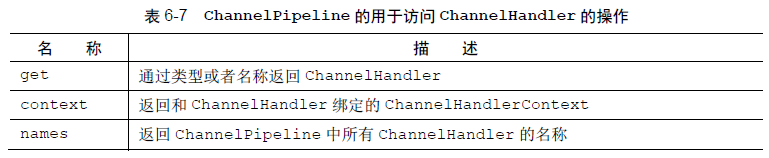 表 6-7 ChannelPipeline 的用于访问 ChannelHandler 的操作
名 称 描 述
get 通过类型或者名称返回 ChannelHandler
context 返回和 ChannelHandler 绑定的 ChannelHandlerContext
names 返回 ChannelPipeline 中所有 ChannelHandler 的名称